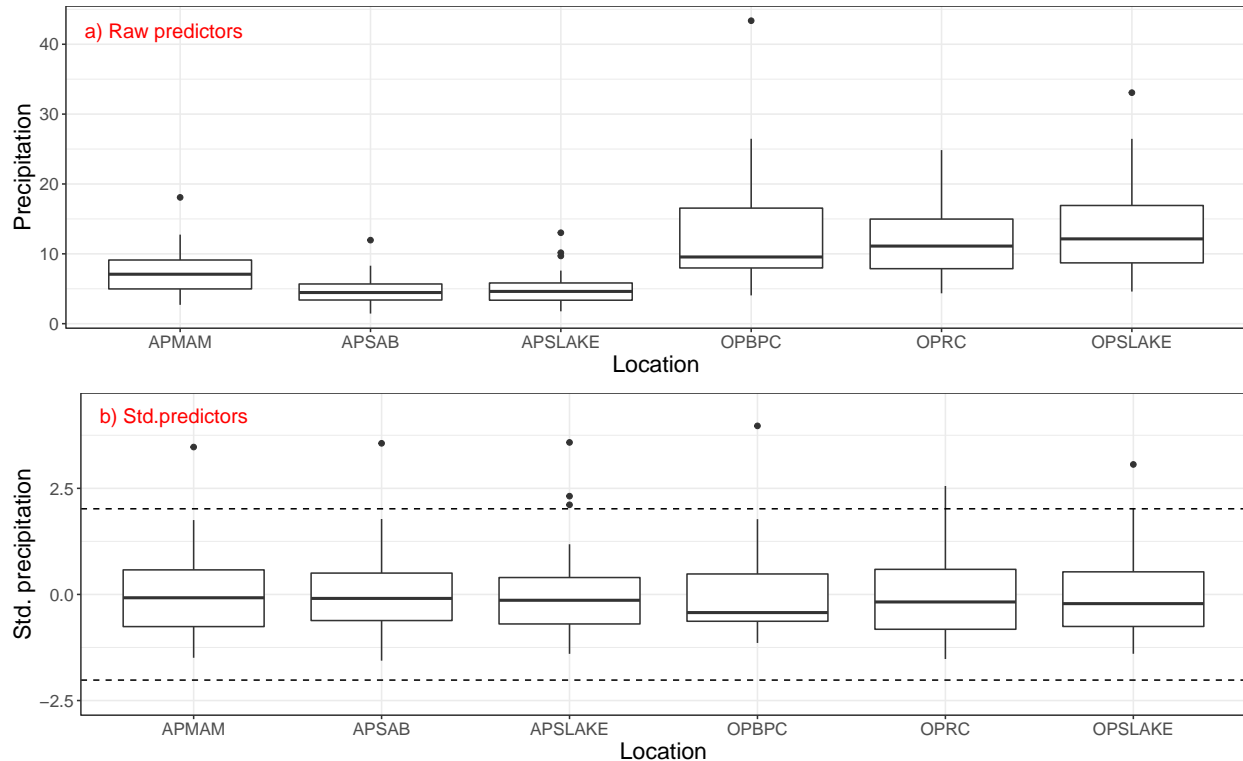 a) Raw predictors
40
30
20
10
0
Precipitation
APMAM APSAB APSLAKE OPBPC OPRC OPSLAKE
Location
b) Std.predictors
2.5
0.0
−2.5
Std. precipitation
APMAM APSAB APSLAKE OPBPC OPRC OPSLAKE
Location